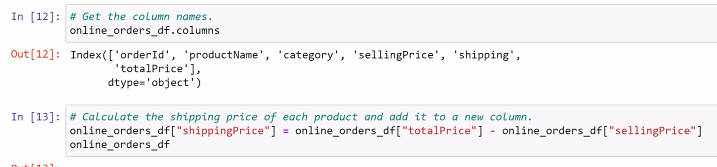 In [12]: # Get the column names.
online_orders_df.columns
Out[12]: Index(['orderId', 'productName', 'category', 'sellingPrice', 'shipping',
'totalPrice'],
dtype='object')
In [13]: # Calculate the shipping price of each product and add it to a new column.
online_orders_df["shippingPrice"] = online_orders_df["totalPrice"] - online_orders_df["sellingPrice"]
online_orders_df